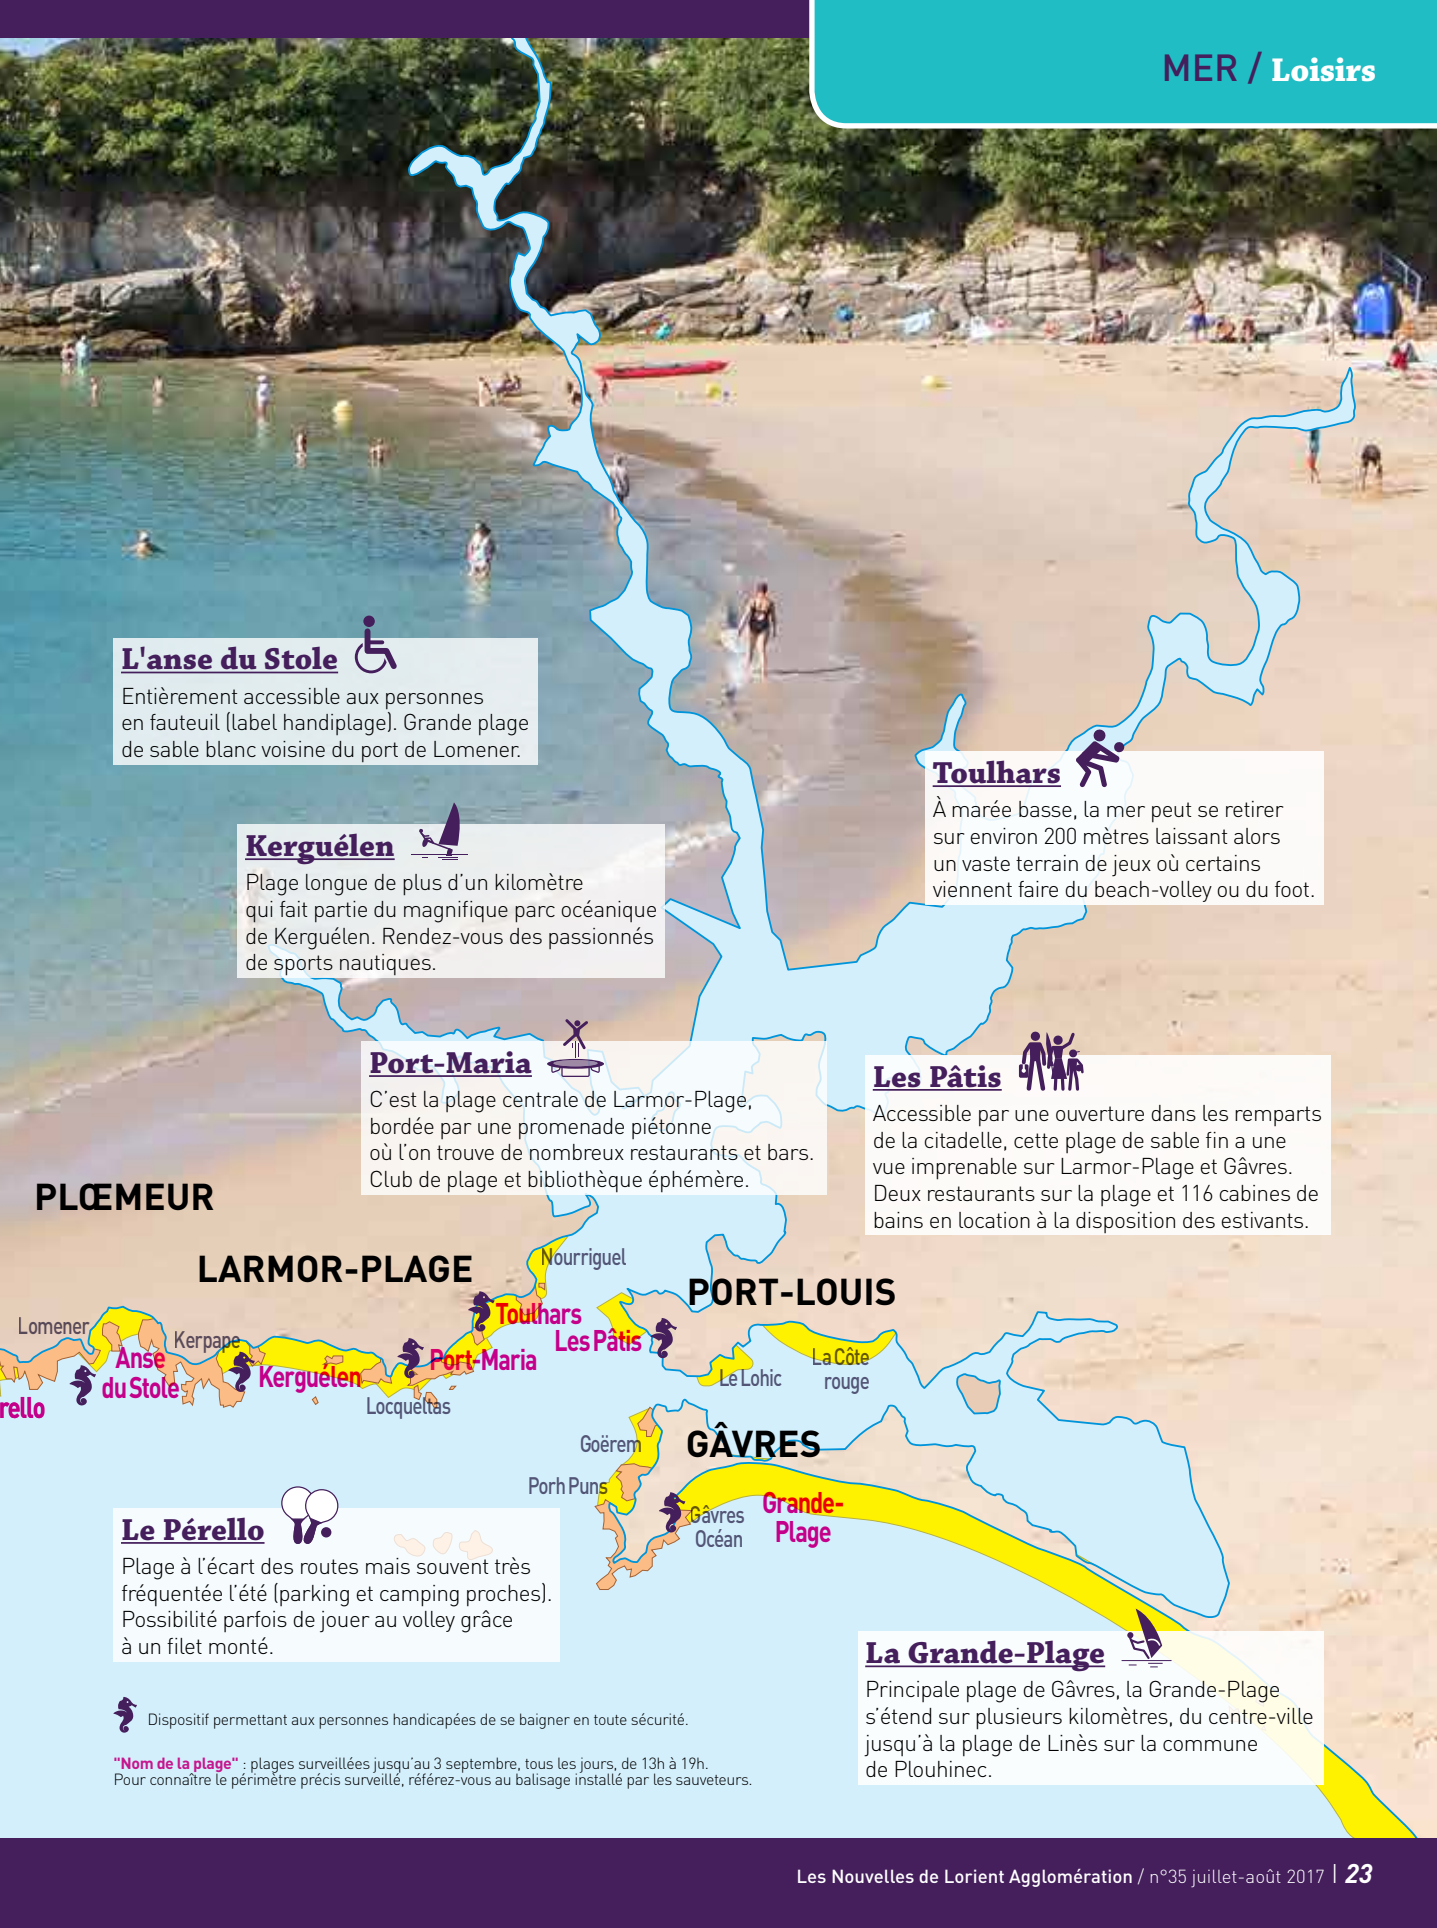 MER / Loisirs
L'anse du Stole
Entièrement accessible aux personnes
en fauteuil (label handiplage). Grande plage
de sable blanc voisine du port de Lomener.
Toulhars
À marée basse, la mer peut se retirer
sur environ 200 mètres laissant alors
un vaste terrain de jeux où certains
viennent faire du beach-volley ou du foot.
Kerguélen
Plage longue de plus d'un kilomètre
qui fait partie du magnifique parc océanique
de Kerguélen. Rendez-vous des passionnés
de sports nautiques.
Port-Maria
C'est la plage centrale de Larmor-Plage,
bordée par une promenade piétonne
où l'on trouve de nombreux restaurants et bars.
Club de plage et bibliothèque éphémère.
Les Pâtis
Accessible par une ouverture dans les remparts
de la citadelle, cette plage de sable fin a une
vue imprenable sur Larmor-Plage et Gâvres.
Deux restaurants sur la plage et 116 cabines de
bains en location à la disposition des estivants.
PLŒMEUR
LARMOR-PLAGE
PORT-LOUIS
GÂVRES
Nourriguel
Toulhars
Les Pâtis
Lomener
Kerpape
Anse
du Stole
Kerguélen
Port-Maria
Locqueltas
rello
Le Lohic
La Côte
rouge
Goërem
Porh Puns
Gâvres
Océan
Grande-
Plage
Le Pérello
Plage à l'écart des routes mais souvent très
fréquentée l'été (parking et camping proches).
Possibilité parfois de jouer au volley grâce
à un filet monté.
La Grande-Plage
Principale plage de Gâvres, la Grande-Plage
s'étend sur plusieurs kilomètres, du centre-ville
jusqu'à la plage de Linès sur la commune
de Plouhinec.
Dispositif permettant aux personnes handicapées de se baigner en toute sécurité.
"Nom de la plage" : plages surveillées jusqu'au 3 septembre, tous les jours, de 13h à 19h.
Pour connaître le périmètre précis surveillé, référez-vous au balisage installé par les sauveteurs.
Les Nouvelles de Lorient Agglomération / n°35 juillet-août 2017 | 23